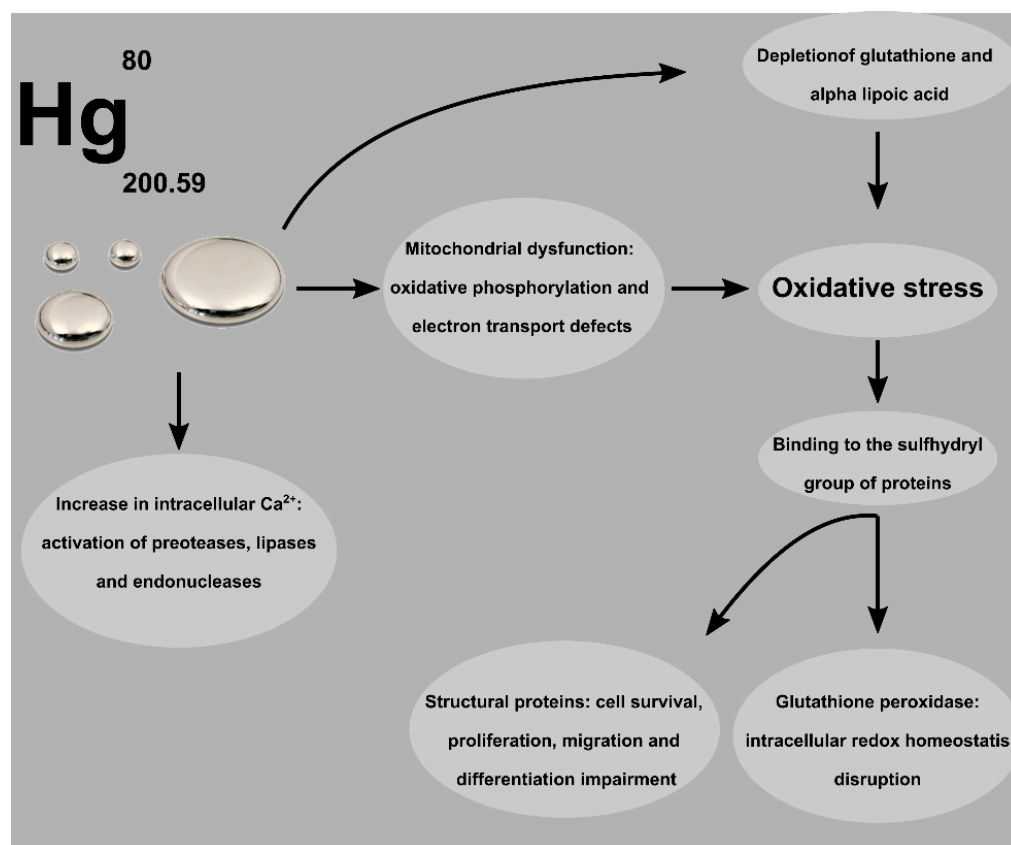 80
Hg
200.59
Depletionof glutathione and
alpha lipoic acid
Mitochondrial dysfunction:
oxidative phosphorylation and
electron transport defects
Oxidative stress
Binding to the sulfhydryl
group of proteins
Increase in intracellular Ca²⁺:
activation of preoteases, lipases
and endonucleases
Structural proteins: cell survival,
proliferation, migration and
differentiation impairment
Glutathione peroxidase:
intracellular redox homeostatis
disruption